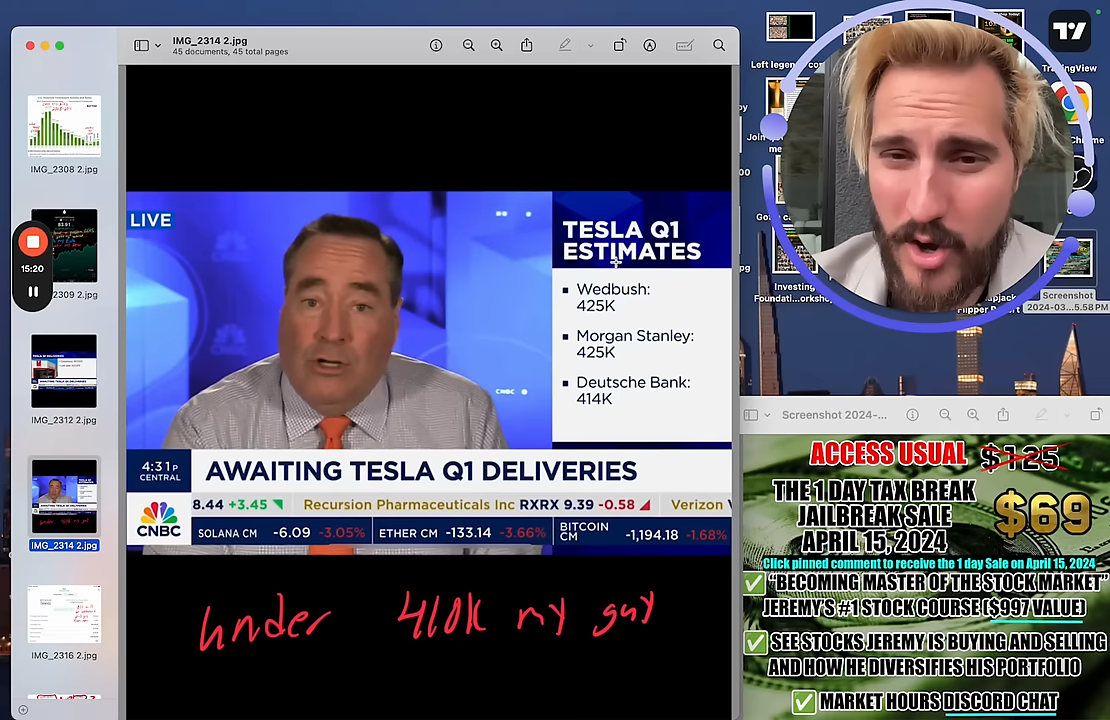 IMG_2314 2.jpg
45 documents, 45 total pages
IMG_2308 2.jpg
15:20
2309 2.jpg
IMG_2312 2.jpg
IMG_2314 2.jpg
IMG_2316 2.jpg
LIVE
TESLA Q1
ESTIMATES
Wedbush:
425K
Morgan Stanley:
425K
Deutsche Bank:
414K
4:31P
CENTRAL
AWAITING TESLA Q1 DELIVERIES
CNBC
8.44 +3.45 Recursion Pharmaceuticals Inc RXRX 9.39 -0.58 Verizon
SOLANA CM -6.09 -3.05% ETHER CM -133.14 -3.66% BITCOIN CM -1,194.18 -1.68%
under 410K my guy
TradingView
Screenshot
2024-03...5.58 PM
Screenshot 2024-...
ACCESS USUAL $125
THE 1 DAY TAX BREAK
JAILBREAK SALE
APRIL 15, 2024
$69
Click pinned comment to receive the 1 day Sale on April 15, 2024
✅ "BECOMING MASTER OF THE STOCK MARKET"
JEREMY'S #1 STOCK COURSE ($997 VALUE)
✅ SEE STOCKS JEREMY IS BUYING AND SELLING
AND HOW HE DIVERSIFIES HIS PORTFOLIO
✅ MARKET HOURS DISCORD CHAT